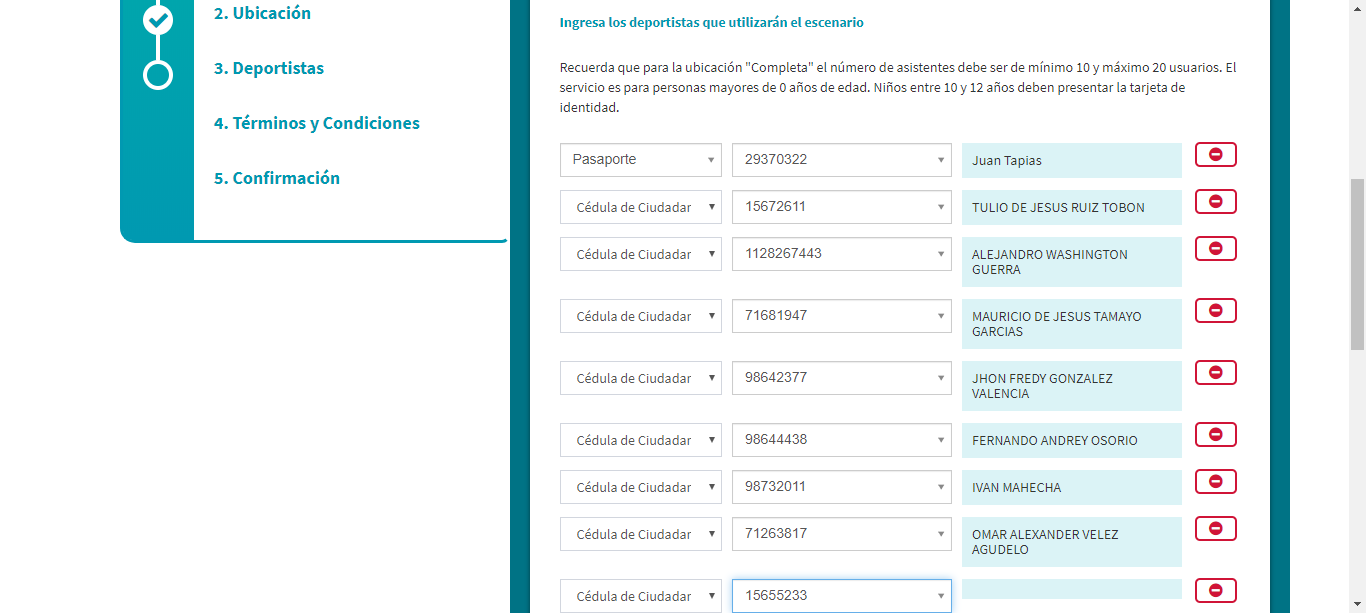 2. Ubicación
3. Deportistas
4. Términos y Condiciones
5. Confirmación
Ingresa los deportistas que utilizarán el escenario
Recuerda que para la ubicación "Completa" el número de asistentes debe ser de mínimo 10 y máximo 20 usuarios. El
servicio es para personas mayores de 0 años de edad. Niños entre 10 y 12 años deben presentar la tarjeta de
identidad.
Pasaporte 29370322 Juan Tapias
Cédula de Ciudadar 15672611 TULIO DE JESUS RUIZ TOBON
Cédula de Ciudadar 1128267443 ALEJANDRO WASHINGTON
GUERRA
Cédula de Ciudadar 71681947 MAURICIO DE JESUS TAMAYO
GARCIAS
Cédula de Ciudadar 98642377 JHON FREDY GONZALEZ
VALENCIA
Cédula de Ciudadar 98644438 FERNANDO ANDREY OSORIO
Cédula de Ciudadar 98732011 IVAN MAHECHA
Cédula de Ciudadar 71263817 OMAR ALEXANDER VELEZ
AGUDELO
Cédula de Ciudadar 15655233